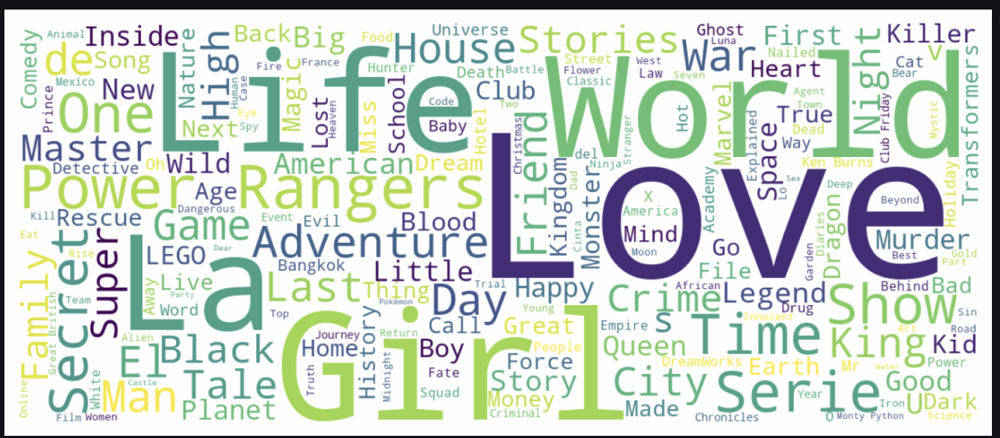 Comedy
Animal
Inside
Nature
High
Back
Big
Food
House
Universe
Stories
War
Ghost
Luna
First
Night
Killer
de
Song
Life
Fire
France
Hunter
Death
Battle
Street
Flower
Classic
West
Law
Seven
Heart
Nailed
World
V
Cat
Bear
Transformers
Mexico
Prince
New
One
Human
Case
Magic
Lost
Heaven
Miss
School
Code
Club
Two
Baby
Hotel
Friend
Christmas
Stranger
Hot
Marvel
Explained
Space
True
Agent
Town
Dead
Way
Club Friday
Mystic
Next
Eye
Spy
Master
Detective
Oh
Wild
American
Dream
Love
del
Ninja
Dad
Kingdom
Monster
Academy
Lo
Sex
Ken Burns
Deep
Holiday
Power
Rangers
Age
Dangerous
Kill
Rescue
Game
Event
Evil
Blood
Adventure
cinta
X
America
Mind
Moon
Go
Diaries
Dragon
Beyond
Murder
Best
Gold
Part
Eat
Rise
Family
Secret
Super
LEGO
La
Dear
Bangkok
Little
File
Garden
Great British
Team
Away
Live
Party
Word
Last
Thing
Trial
Day
Happy
Crime
African
Legend
Drug
Show
Behind
Bad
Top
Pokémon
Call
Young
Great
Empire
s
Time
Innocent
Art
King
Sin
Road
Kid
Alien
El
Black
Girl
Journey
Home
History
Return
Boy
People
Queen
DreamWorks
Earth
Mr
Water
Power
Online
White
Castle
Man
Tale
Truth
Midnight
Fate
Squad
Force
Story
City
Serie
Year
Good
Film
Women
Planet
Money
Criminal
Made
Chronicles
O
Monty Python
Iron
U
Dark
Science